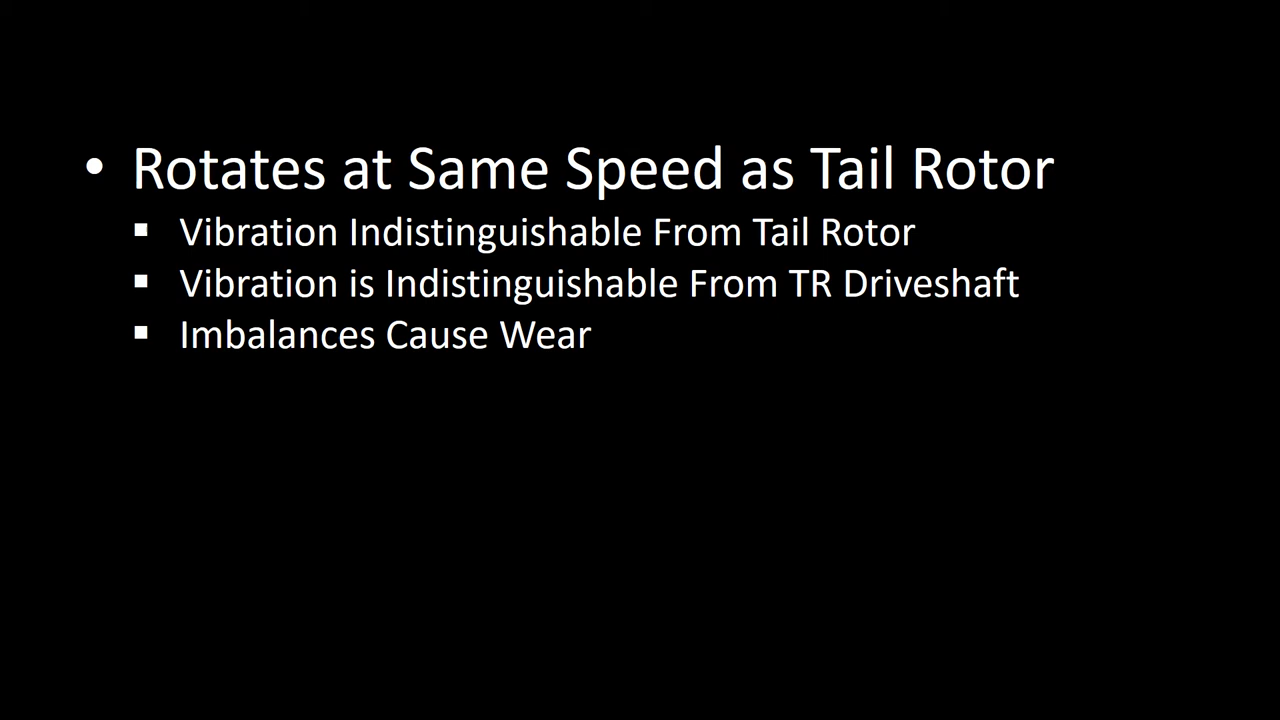 • Rotates at Same Speed as Tail Rotor
▪ Vibration Indistinguishable From Tail Rotor
▪ Vibration is Indistinguishable From TR Driveshaft
▪ Imbalances Cause Wear